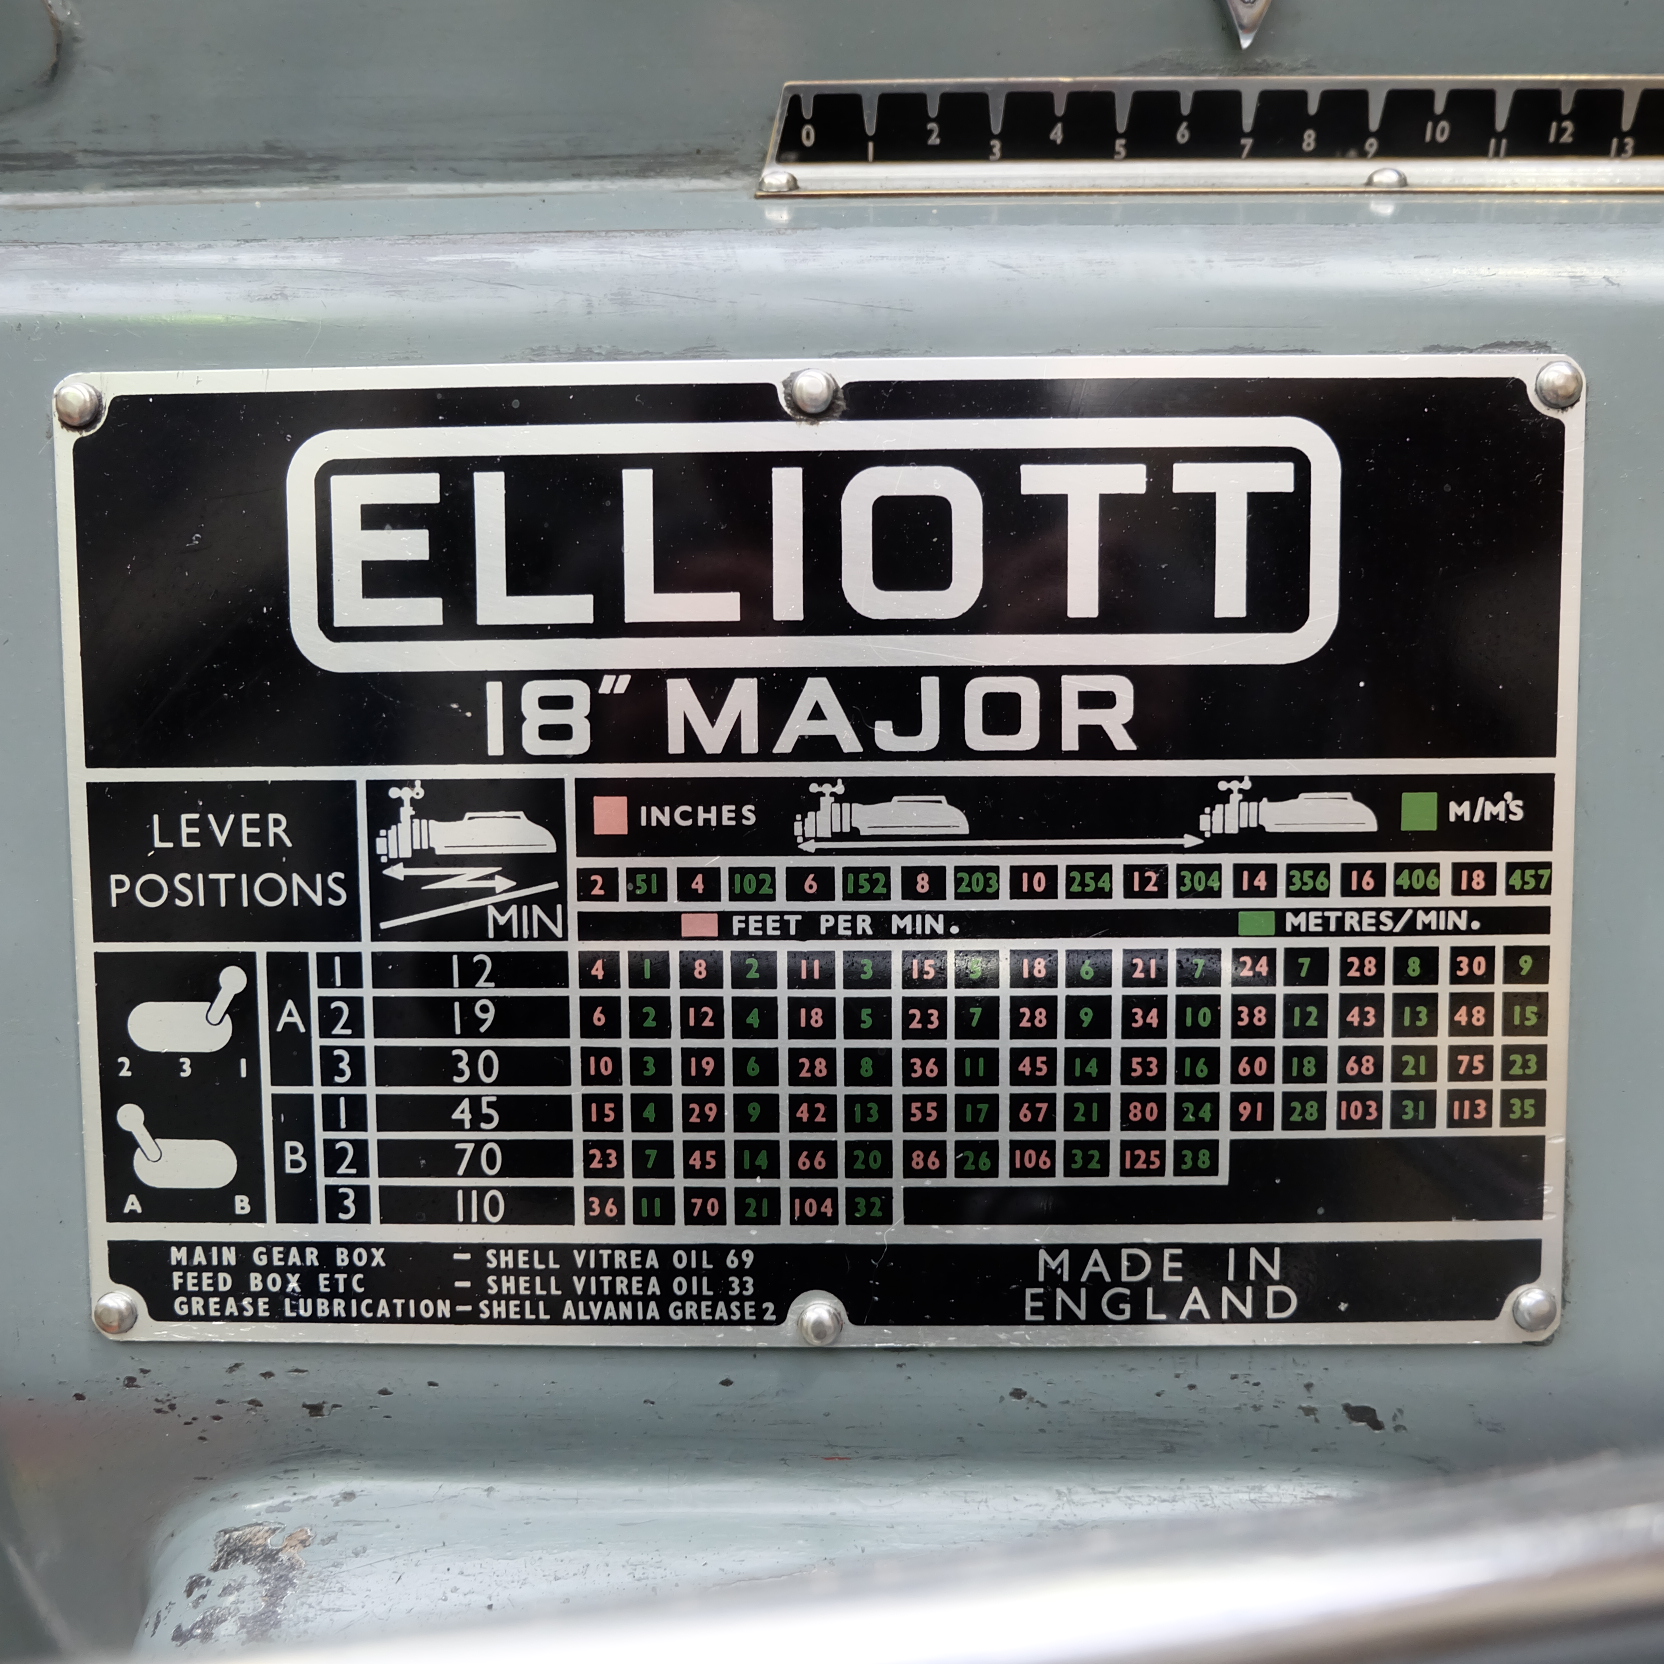 0 1 2 3 4 5 6 7 8 9 10 11 12 13
ELLIOTT
18" MAJOR
LEVER
POSITIONS
MIN
INCHES
M/M'S
2 51 4 102 6 152 8 203 10 254 12 304 14 356 16 406 18 457
FEET PER MIN.
METRES/MIN.
A
1 12 4 1 8 2 11 3 15 5 18 6 21 7 24 7 28 8 30 9
2 19 6 2 12 4 18 5 23 7 28 9 34 10 38 12 43 13 48 15
3 30 10 3 19 6 28 8 36 11 45 14 53 16 60 18 68 21 75 23
2 3 1
B
1 45 15 4 29 9 42 13 55 17 67 21 80 24 91 28 103 31 113 35
2 70 23 7 45 14 66 20 86 26 106 32 125 38
3 110 36 11 70 21 104 32
A B
MAIN GEAR BOX - SHELL VITREA OIL 69
FEED BOX ETC - SHELL VITREA OIL 33
GREASE LUBRICATION - SHELL ALVANIA GREASE 2
MADE IN
ENGLAND